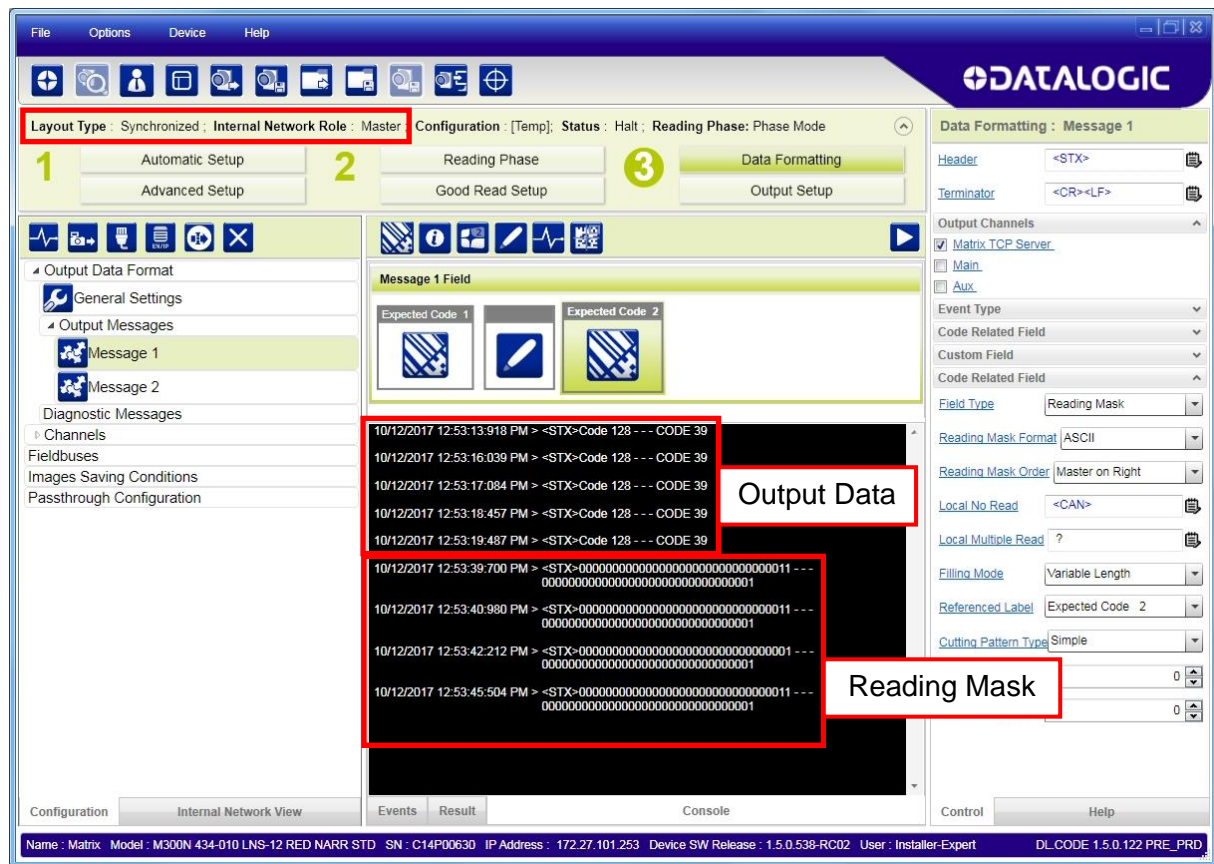 File Options Device Help
DATALOGIC
Layout Type : Synchronized ; Internal Network Role : Master ; Configuration : [Temp]; Status : Halt ; Reading Phase: Phase Mode
1 Automatic Setup 2 Reading Phase 3 Data Formatting
Advanced Setup Good Read Setup Output Setup
Output Data Format
General Settings
Output Messages
Message 1
Message 2
Diagnostic Messages
Channels
Fieldbuses
Images Saving Conditions
Passthrough Configuration
Configuration Internal Network View
Message 1 Field
Expected Code 1 Expected Code 2
10/12/2017 12:53:13:918 PM > <STX>Code 128 - - - CODE 39
10/12/2017 12:53:16:039 PM > <STX>Code 128 - - - CODE 39
10/12/2017 12:53:17:084 PM > <STX>Code 128 - - - CODE 39
10/12/2017 12:53:18:457 PM > <STX>Code 128 - - - CODE 39
10/12/2017 12:53:19:487 PM > <STX>Code 128 - - - CODE 39
Output Data
10/12/2017 12:53:39:700 PM > <STX>00000000000000000000000000000011 - - -
00000000000000000000000000000001
10/12/2017 12:53:40:980 PM > <STX>00000000000000000000000000000011 - - -
00000000000000000000000000000001
10/12/2017 12:53:42:212 PM > <STX>00000000000000000000000000000001 - - -
00000000000000000000000000000001
10/12/2017 12:53:45:504 PM > <STX>00000000000000000000000000000011 - - -
00000000000000000000000000000001
Reading Mask
Events Result Console
Data Formatting : Message 1
Header <STX>
Terminator <CR><LF>
Output Channels
Matrix TCP Server
Main
Aux
Event Type
Code Related Field
Custom Field
Code Related Field
Field Type Reading Mask
Reading Mask Format ASCII
Reading Mask Order Master on Right
Local No Read <CAN>
Local Multiple Read ?
Filling Mode Variable Length
Referenced Label Expected Code 2
Cutting Pattern Type Simple
0
0
Control Help
Name : Matrix Model : M300N 434-010 LNS-12 RED NARR STD SN : C14P00630 IP Address : 172.27.101.253 Device SW Release : 1.5.0.538-RC02 User : Installer-Expert DL.CODE 1.5.0.122 PRE_PRD